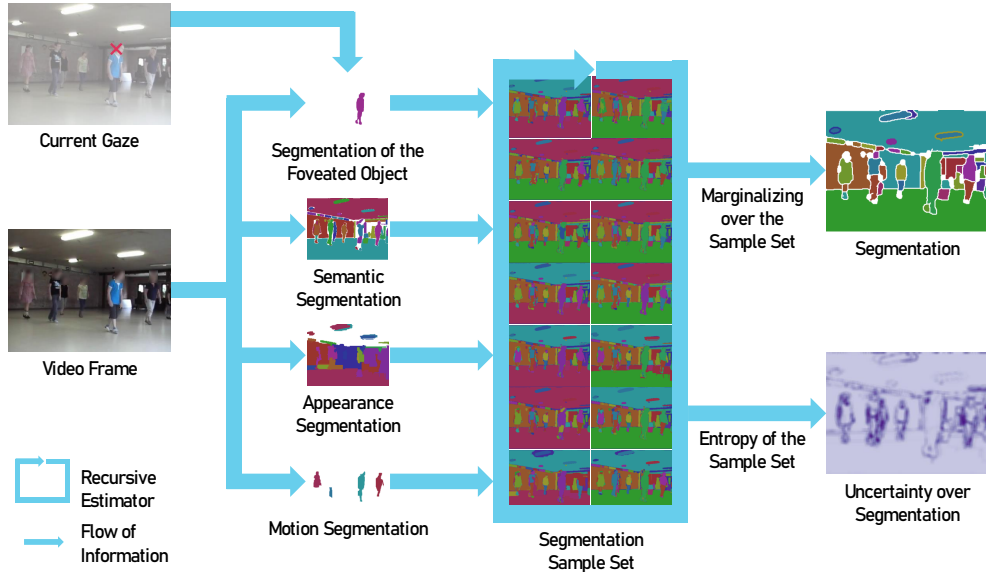 Current Gaze
Video Frame
Recursive
Estimator
Flow of
Information
Segmentation of the
Foveated Object
Semantic
Segmentation
Appearance
Segmentation
Motion Segmentation
Segmentation
Sample Set
Marginalizing
over the
Sample Set
Segmentation
Entropy of the
Sample Set
Uncertainty over
Segmentation